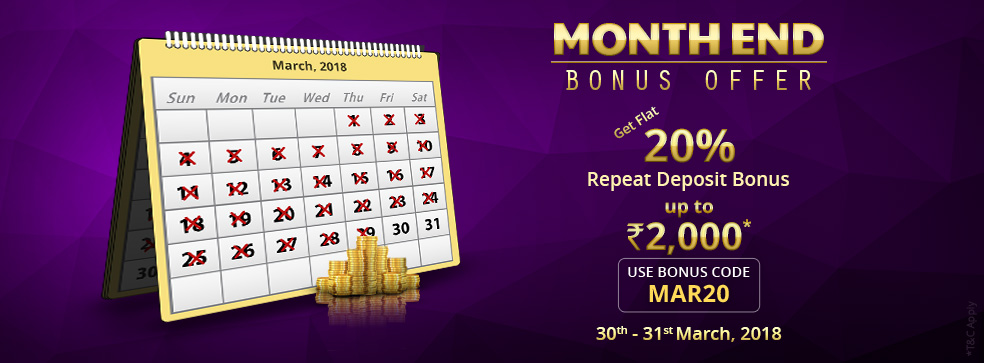 March, 2018
Sun Mon Tue Wed Thu Fri Sat
1 2 3
4 5 6 7 8 9 10
11 12 13 14 15 16 17
18 19 20 21 22 23 24
25 26 27 28 29 30 31
30
MONTH END
BONUS OFFER
Get Flat
20%
Repeat Deposit Bonus
up to
₹2,000*
USE BONUS CODE
MAR20
30th - 31st March, 2018
*T&C Apply